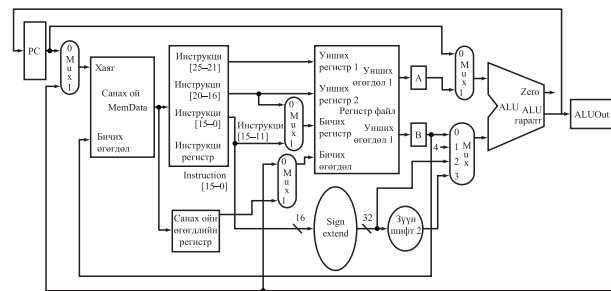 PC
0
M
u
x
1
Хаяг
Санах ой
MemData
Бичих
өгөгдөл
Инструкци
[25–21]
Инструкци
[20–16]
Инструкци
[15–0]
Инструкци
регистр
Instruction
[15–0]
Санах ойн
өгөгдлийн
регистр
Инструкци
[15–11]
0
M
u
x
1
0
M
u
x
1
16
Sign
extend
32
Унших
регистр 1
Унших
регистр 2
Бичих
регистр
Бичих
өгөгдөл
Унших
өгөгдөл 1
Регистр файл
Унших
өгөгдөл 1
A
B
0
M
u
x
1
4
0
1
2
3
M
u
x
Зүүн
шифт 2
Zero
ALU
ALU
гаралт
ALUOut